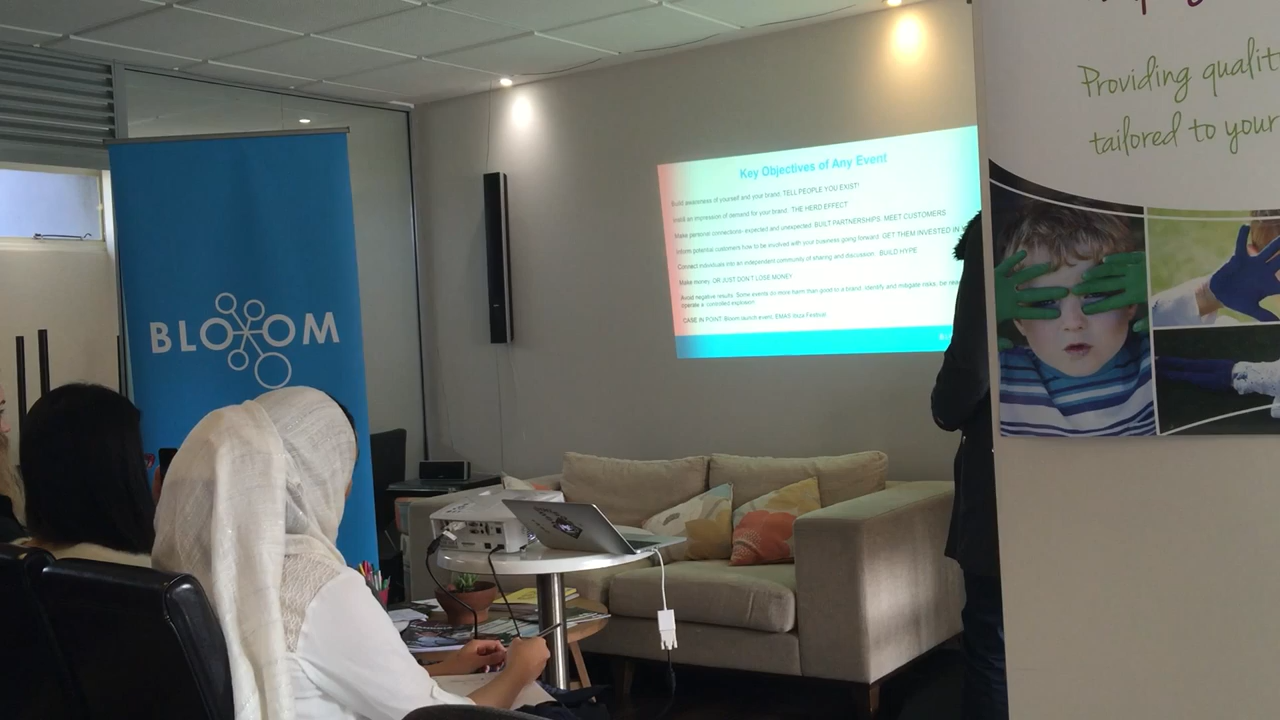 BLOOM
Key Objectives of Any Event
Build awareness of yourself and your brand: TELL PEOPLE YOU EXIST!
Instill an impression of demand for your brand: THE HERD EFFECT
Make personal connections- expected and unexpected: BUILT PARTNERSHIPS. MEET CUSTOMERS.
Inform potential customers how to be involved with your business going forward: GET THEM INVESTED IN
Connect individuals into an independent community of sharing and discussion: BUILD HYPE
Make money: OR JUST DON'T LOSE MONEY
Avoid negative results. Some events do more harm than good to a brand. Identify and mitigate risks, be
operate a controlled explosion
CASE IN POINT: Bloom launch event. EMAS Ibiza Festival.
Providing
tailored to your